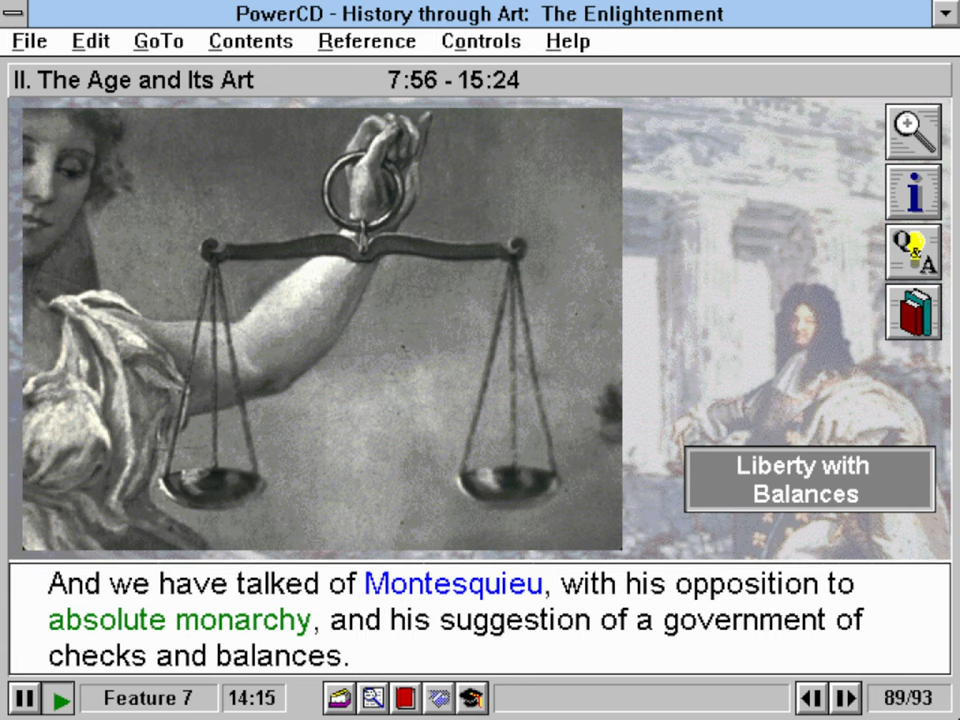 PowerCD - History through Art: The Enlightenment
File Edit GoTo Contents Reference Controls Help
II. The Age and Its Art 7:56 - 15:24
Q & A
Liberty with
Balances
And we have talked of Montesquieu, with his opposition to
absolute monarchy, and his suggestion of a government of
checks and balances.
Feature 7 14:15 89/93